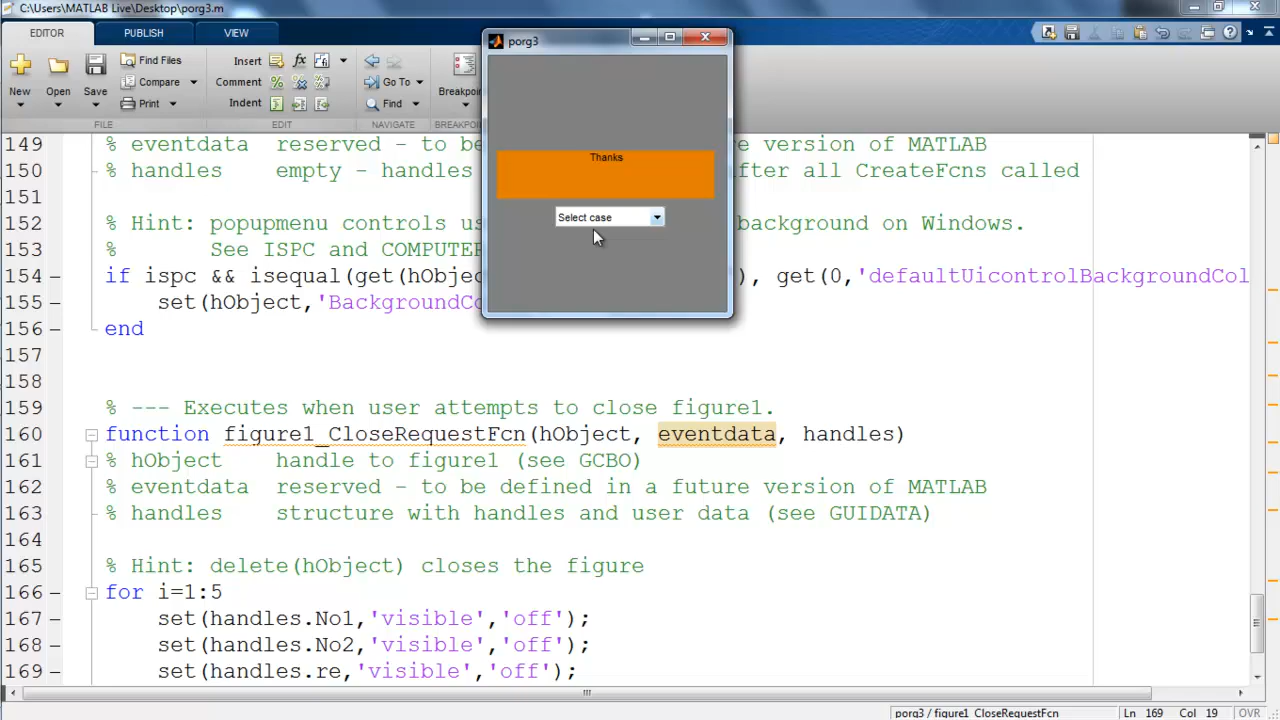 C:\Users\MATLAB Live\Desktop\porg3.m
EDITOR PUBLISH VIEW
New Open Save Find Files Compare Print
Insert fx
Comment
Indent
Go To
Find
Breakpoints
FILE EDIT NAVIGATE
porg3
Thanks
Select case
149 % eventdata reserved - to be ure version of MATLAB
150 % handles empty - handles fter all CreateFcns called
151
152 % Hint: popupmenu controls us background on Windows.
153 % See ISPC and COMPUTER
154 - if ispc && isequal(get(hObjec ), get(0,'defaultUicontrolBackgroundCol
155 - set(hObject,'BackgroundCo
156 - end
157
158
159 % --- Executes when user attempts to close figure1.
160 function figure1_CloseRequestFcn(hObject, eventdata, handles)
161 % hObject handle to figure1 (see GCBO)
162 % eventdata reserved - to be defined in a future version of MATLAB
163 % handles structure with handles and user data (see GUIDATA)
164
165 % Hint: delete(hObject) closes the figure
166 - for i=1:5
167 - set(handles.No1,'visible','off');
168 - set(handles.No2,'visible','off');
169 - set(handles.re,'visible','off');
porg3 / figure1_CloseRequestFcn Ln 169 Col 19 OVR